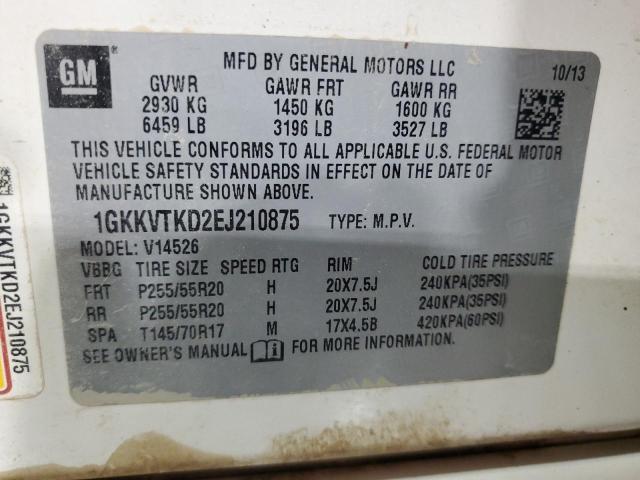 GM
MFD BY GENERAL MOTORS LLC 10/13
GVWR GAWR FRT GAWR RR
2930 KG 1450 KG 1600 KG
6459 LB 3196 LB 3527 LB
THIS VEHICLE CONFORMS TO ALL APPLICABLE U.S. FEDERAL MOTOR
VEHICLE SAFETY STANDARDS IN EFFECT ON THE DATE OF
MANUFACTURE SHOWN ABOVE.
1GKKVTKD2EJ210875 TYPE: M.P.V.
MODEL: V14526
VBBG TIRE SIZE SPEED RTG RIM COLD TIRE PRESSURE
FRT P255/55R20 H 20X7.5J 240KPA(35PSI)
RR P255/55R20 H 20X7.5J 240KPA(35PSI)
SPA T145/70R17 M 17X4.5B 420KPA(60PSI)
SEE OWNER'S MANUAL i FOR MORE INFORMATION.
1GKKVTKD2EJ210875